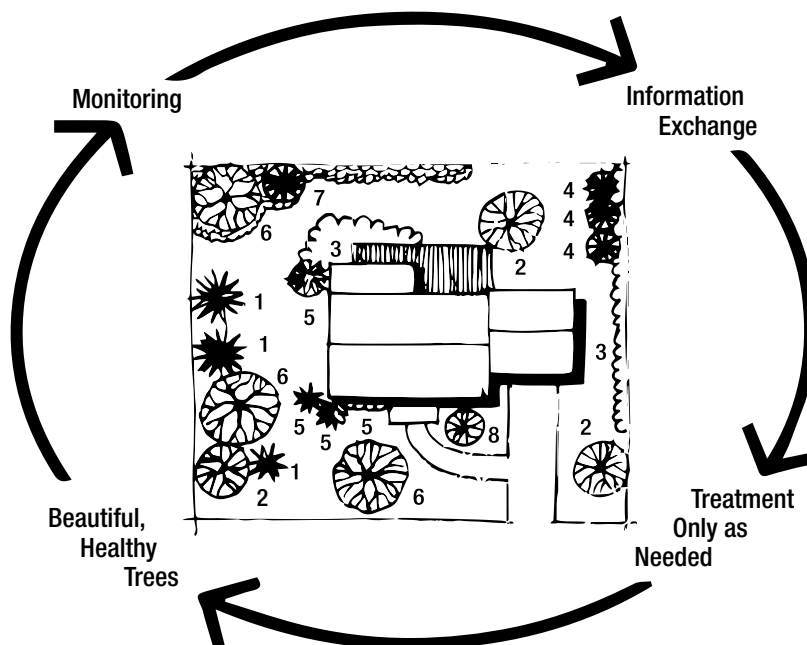 Monitoring
Information
Exchange
7
4
4
4
6
3
2
1
5
1
3
6
5
5
5
8
2
1
2
6
Treatment
Only as
Needed
Beautiful,
Healthy
Trees